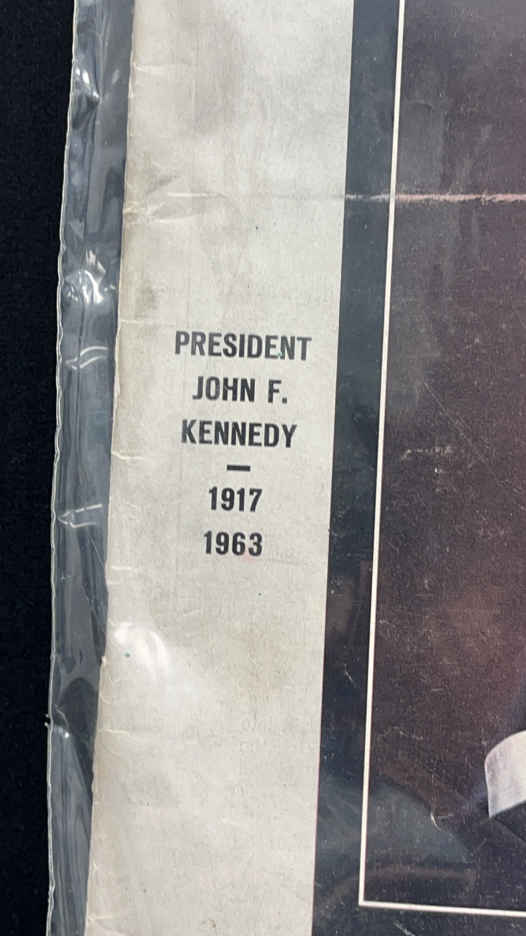 PRESIDENT
JOHN F.
KENNEDY
—
1917
1963